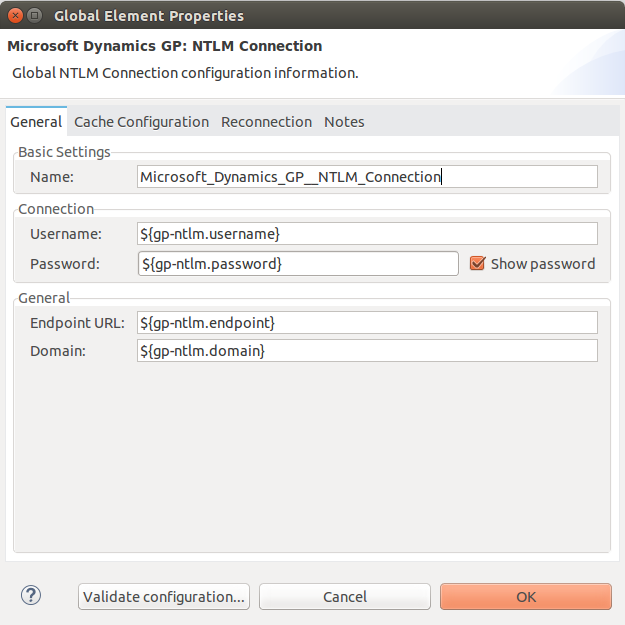 Global Element Properties
Microsoft Dynamics GP: NTLM Connection
Global NTLM Connection configuration information.
General Cache Configuration Reconnection Notes
Basic Settings
Name: Microsoft_Dynamics_GP__NTLM_Connection
Connection
Username: ${gp-ntlm.username}
Password: ${gp-ntlm.password} Show password
General
Endpoint URL: ${gp-ntlm.endpoint}
Domain: ${gp-ntlm.domain}
? Validate configuration... Cancel OK